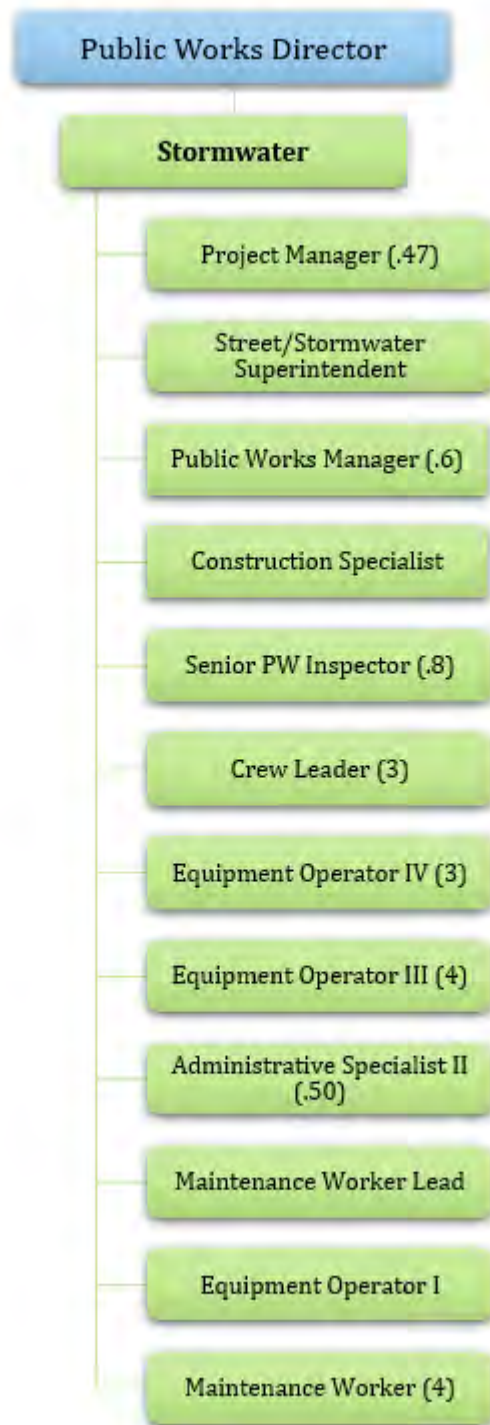 Public Works Director
Stormwater
Project Manager (.47)
Street/Stormwater
Superintendent
Public Works Manager (.6)
Construction Specialist
Senior PW Inspector (.8)
Crew Leader (3)
Equipment Operator IV (3)
Equipment Operator III (4)
Administrative Specialist II
(.50)
Maintenance Worker Lead
Equipment Operator I
Maintenance Worker (4)